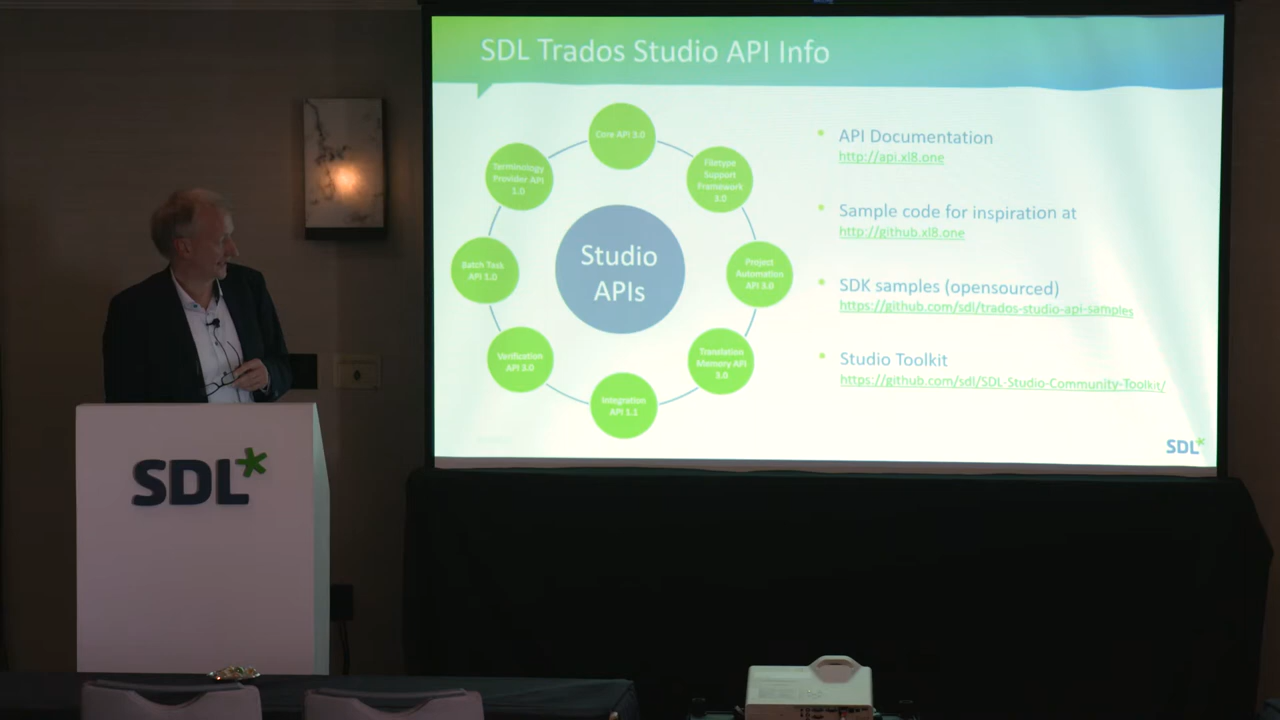 SDL Trados Studio API Info
Core API 3.0
Filetype
Support
Framework
3.0
Project
Automation
API 3.0
Translation
Memory API
3.0
Integration
API 1.1
Verification
API 3.0
Batch Task
API 1.0
Terminology
Provider API
1.0
Studio
APIs
API Documentation
http://api.xl8.one
Sample code for inspiration at
http://github.xl8.one
SDK samples (opensourced)
https://github.com/sdl/trados-studio-api-samples
Studio Toolkit
https://github.com/sdl/SDL-Studio-Community-Toolkit/
SDL*
SDL*